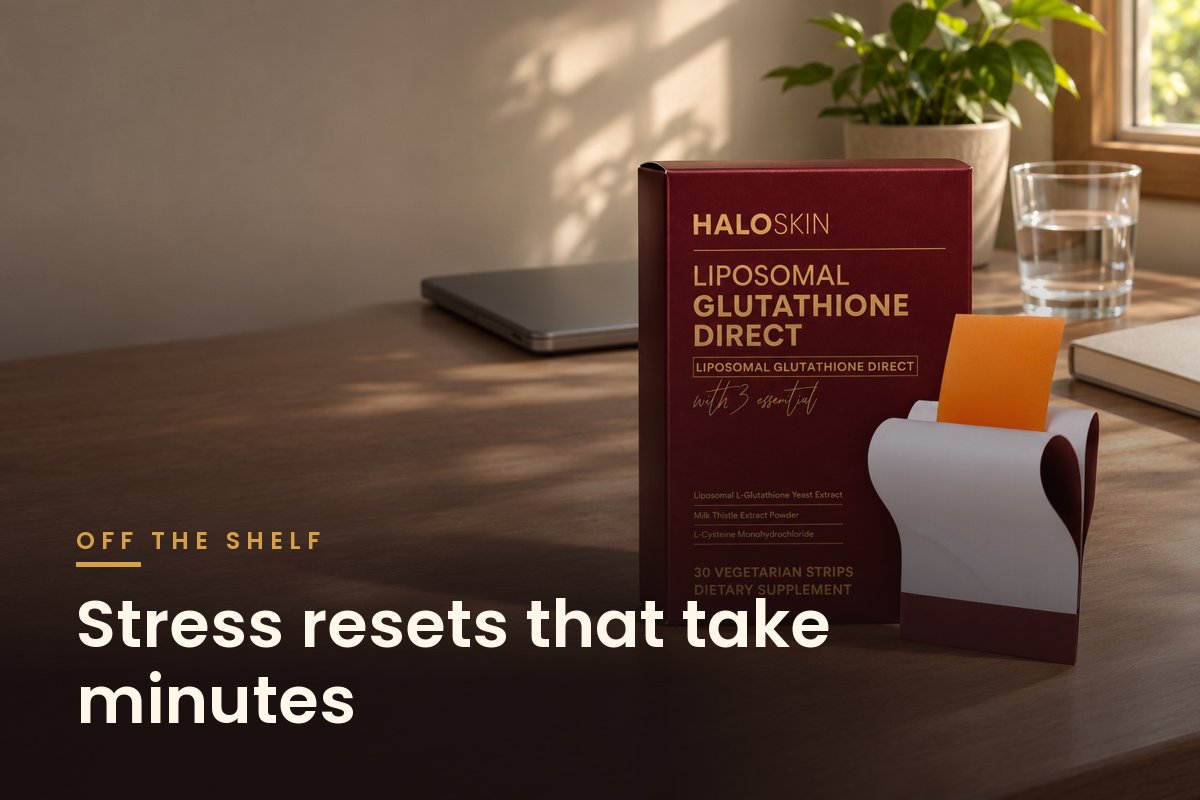 HALOSKIN
LIPOSOMAL
GLUTATHIONE
DIRECT
LIPOSOMAL GLUTATHIONE DIRECT
with 3 essential
Liposomal L-Glutathione Yeast Extract
Milk Thistle Extract Powder
L-Cysteine Monohydrochloride
30 VEGETARIAN STRIPS
DIETARY SUPPLEMENT
OFF THE SHELF
Stress resets that take
minutes